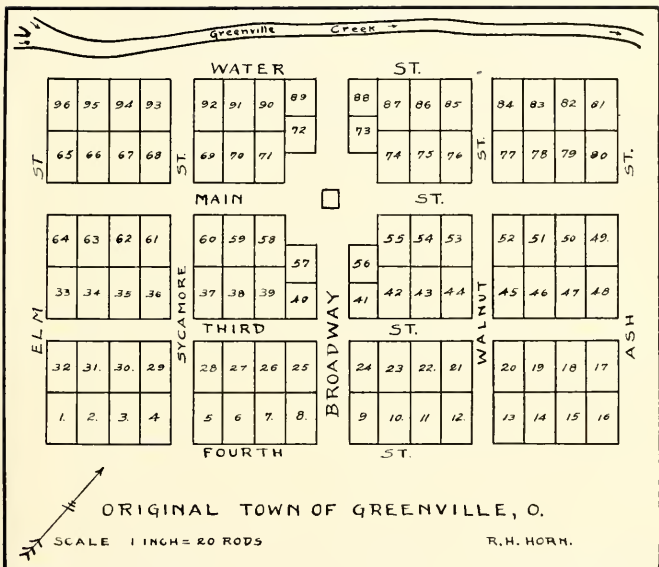 Greenville Creek
WATER ST.
96 95 94 93 92 91 90 89 88 87 86 85 84 83 82 81
72 73
65 66 67 68 69 70 71 74 75 76 77 78 79 80
ST ST. ST. ST.
MAIN ST.
64 63 62 61 60 59 58 55 54 53 52 51 50 49.
57 56
33 34 35 36 37 38 39 40 41 42 43 44 45 46 47 48
ELM SYCAMORE BROADWAY WALNUT ASH
THIRD ST.
32 31. 30. 29 28 27 26 25 24 23 22. 21 20 19 18 17
1. 2. 3. 4 5 6 7. 8. 9 10. 11 12. 13 14 15 16
FOURTH ST.
ORIGINAL TOWN OF GREENVILLE, O.
SCALE 1 INCH = 20 RODS
R.H. HORN.